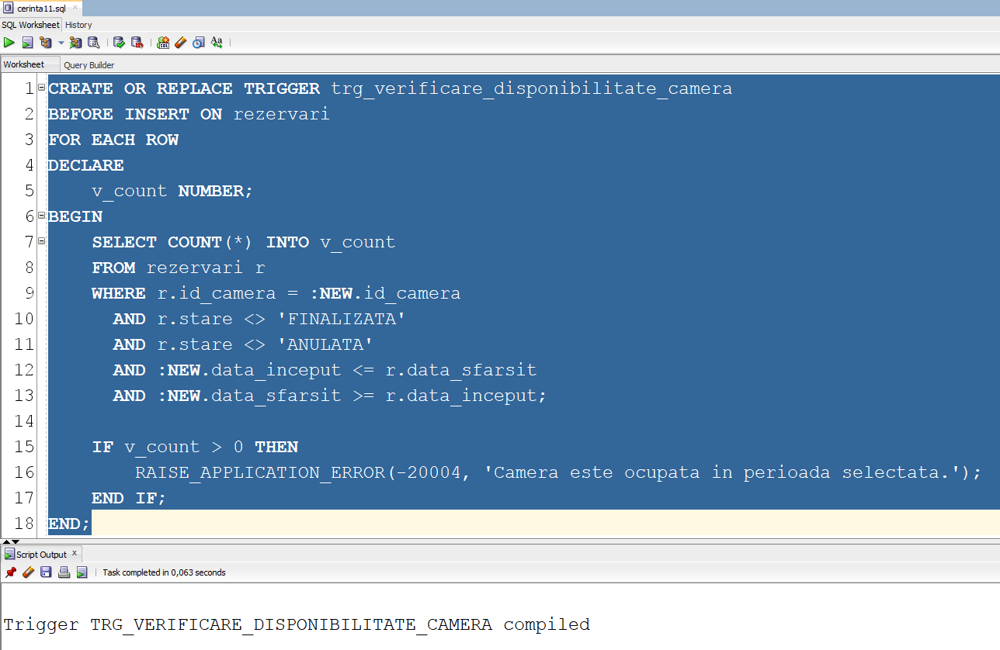 cerinta11.sql
SQL Worksheet History
Worksheet Query Builder
1 CREATE OR REPLACE TRIGGER trg_verificare_disponibilitate_camera
2 BEFORE INSERT ON rezervari
3 FOR EACH ROW
4 DECLARE
5 v_count NUMBER;
6 BEGIN
7 SELECT COUNT(*) INTO v_count
8 FROM rezervari r
9 WHERE r.id_camera = :NEW.id_camera
10 AND r.stare <> 'FINALIZATA'
11 AND r.stare <> 'ANULATA'
12 AND :NEW.data_inceput <= r.data_sfarsit
13 AND :NEW.data_sfarsit >= r.data_inceput;
14
15 IF v_count > 0 THEN
16 RAISE_APPLICATION_ERROR(-20004, 'Camera este ocupata in perioada selectata.');
17 END IF;
18 END;
Script Output x
Task completed in 0,063 seconds
Trigger TRG_VERIFICARE_DISPONIBILITATE_CAMERA compiled